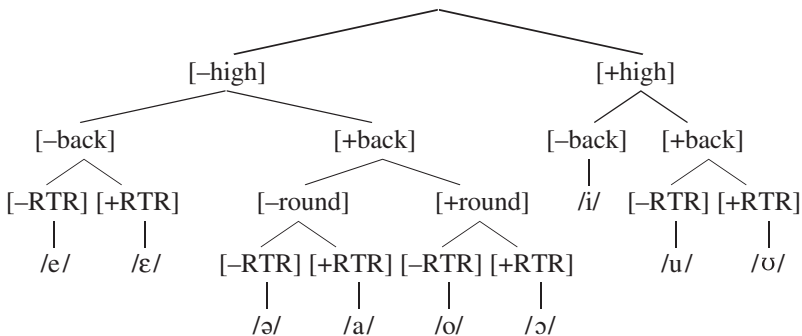 [–high] [+high]
[–back] [+back] [–back] [+back]
[–RTR] [+RTR] [–round] [+round] /i/ [–RTR] [+RTR]
/e/ /ɛ/ [–RTR] [+RTR] [–RTR] [+RTR] /u/ /ʊ/
/ə/ /a/ /o/ /ɔ/